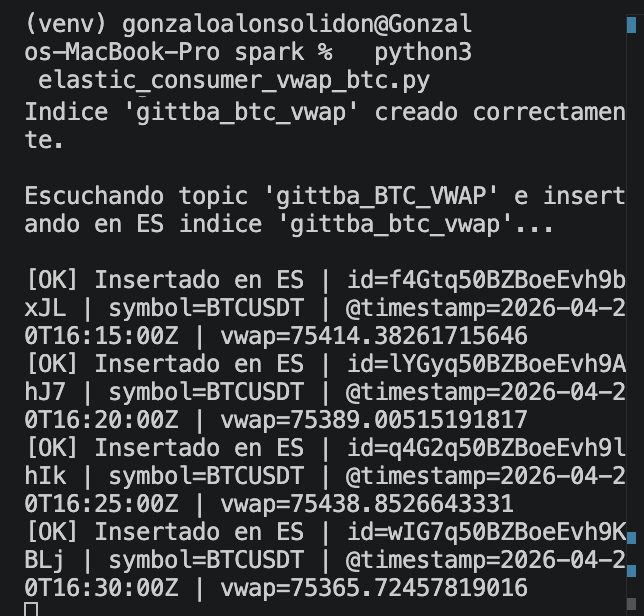 (venv) gonzaloalonsolidon@Gonzal
os-MacBook-Pro spark %   python3
 elastic_consumer_vwap_btc.py
Indice 'gittba_btc_vwap' creado correctamen
te.
Escuchando topic 'gittba_BTC_VWAP' e insert
ando en ES indice 'gittba_btc_vwap'...
[OK] Insertado en ES | id=f4Gtq50BZBoeEvh9b
xJL | symbol=BTCUSDT | @timestamp=2026-04-2
0T16:15:00Z | vwap=75414.38261715646
[OK] Insertado en ES | id=lYGyq50BZBoeEvh9A
hJ7 | symbol=BTCUSDT | @timestamp=2026-04-2
0T16:20:00Z | vwap=75389.00515191817
[OK] Insertado en ES | id=q4G2q50BZBoeEvh9l
hIk | symbol=BTCUSDT | @timestamp=2026-04-2
0T16:25:00Z | vwap=75438.8526643331
[OK] Insertado en ES | id=wIG7q50BZBoeEvh9K
BLj | symbol=BTCUSDT | @timestamp=2026-04-2
0T16:30:00Z | vwap=75365.72457819016